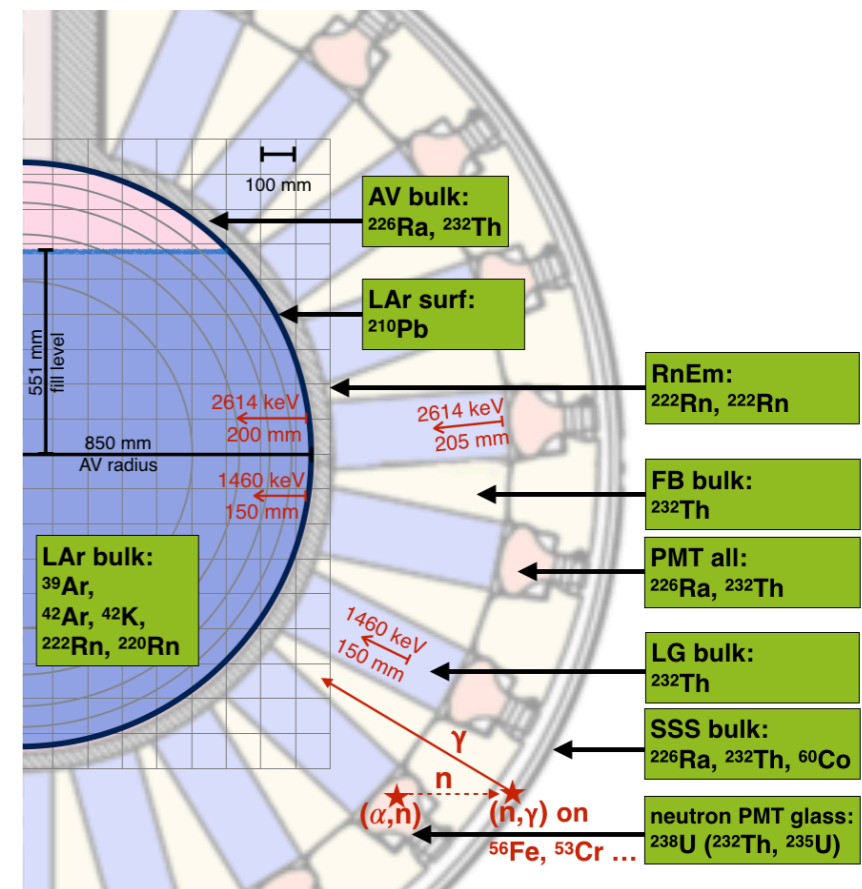 100 mm
AV bulk:
²²⁶Ra, ²³²Th
LAr surf:
²¹⁰Pb
551 mm
fill level
RnEm:
²²²Rn, ²²²Rn
2614 keV
200 mm
2614 keV
205 mm
850 mm
AV radius
1460 keV
150 mm
FB bulk:
²³²Th
LAr bulk:
³⁹Ar,
⁴²Ar, ⁴²K,
²²²Rn, ²²⁰Rn
PMT all:
²²⁶Ra, ²³²Th
1460 keV
150 mm
LG bulk:
²³²Th
SSS bulk:
²²⁶Ra, ²³²Th, ⁶⁰Co
γ
n
(α,n)
(n,γ) on
⁵⁶Fe, ⁵³Cr ...
neutron PMT glass:
²³⁸U (²³²Th, ²³⁵U)